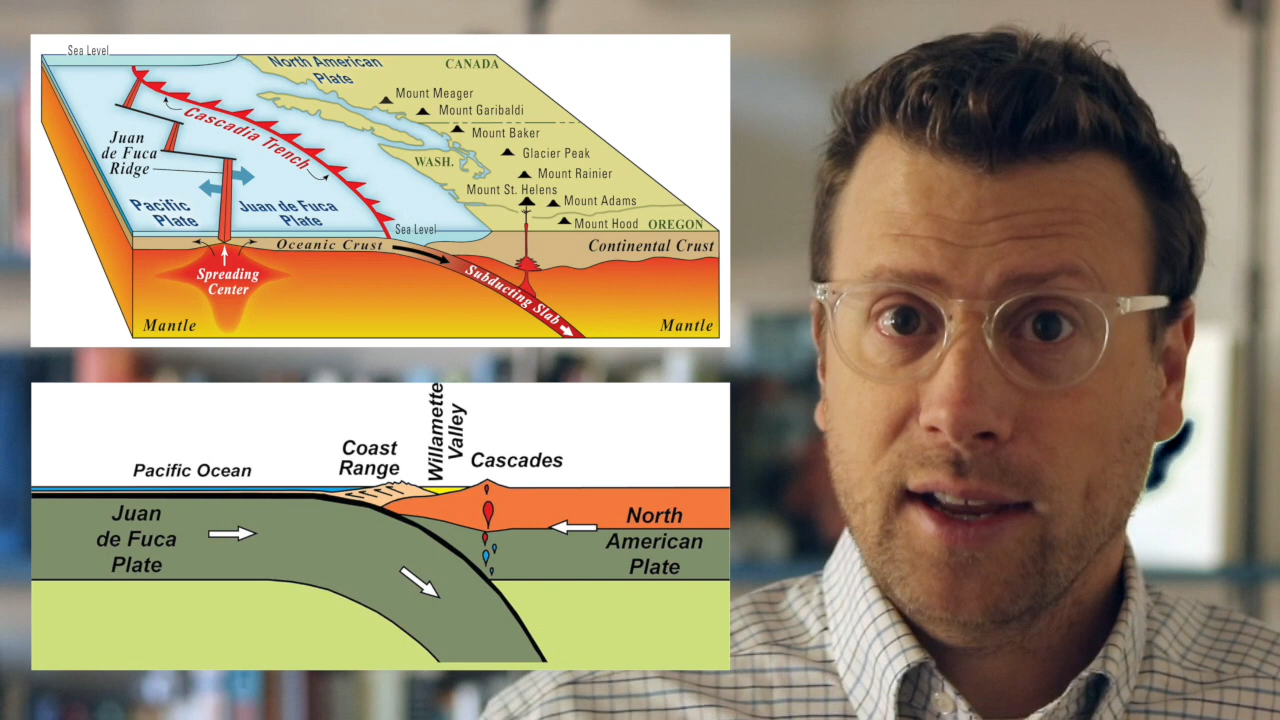 Sea Level
North American
Plate
CANADA
Mount Meager
Mount Garibaldi
Cascadia Trench
Mount Baker
Juan
de Fuca
Ridge
WASH.
Glacier Peak
Mount Rainier
Mount St. Helens
Mount Adams
Pacific
Plate
Juan de Fuca
Plate
Mount Hood
OREGON
Sea Level
Oceanic Crust
Continental Crust
Spreading
Center
Subducting Slab
Mantle
Mantle
Willamette
Valley
Coast
Range
Cascades
Pacific Ocean
Juan
de Fuca
Plate
North
American
Plate